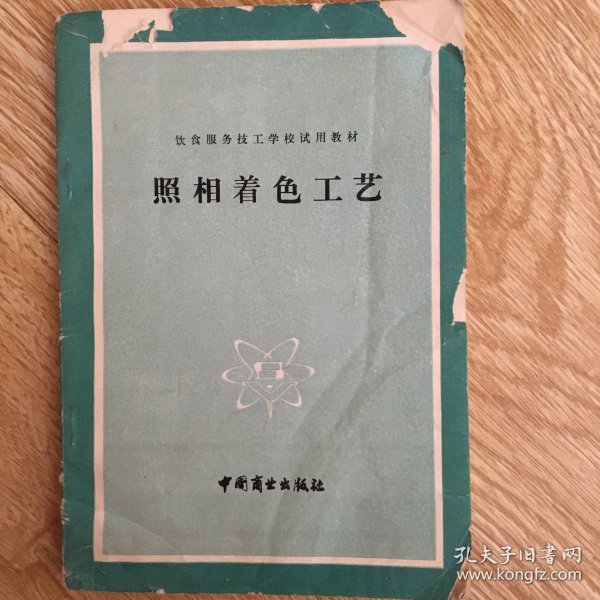 饮食服务技工学校试用教材
照相着色工艺
中国商业出版社
孔夫子旧书网
www.kongfz.com